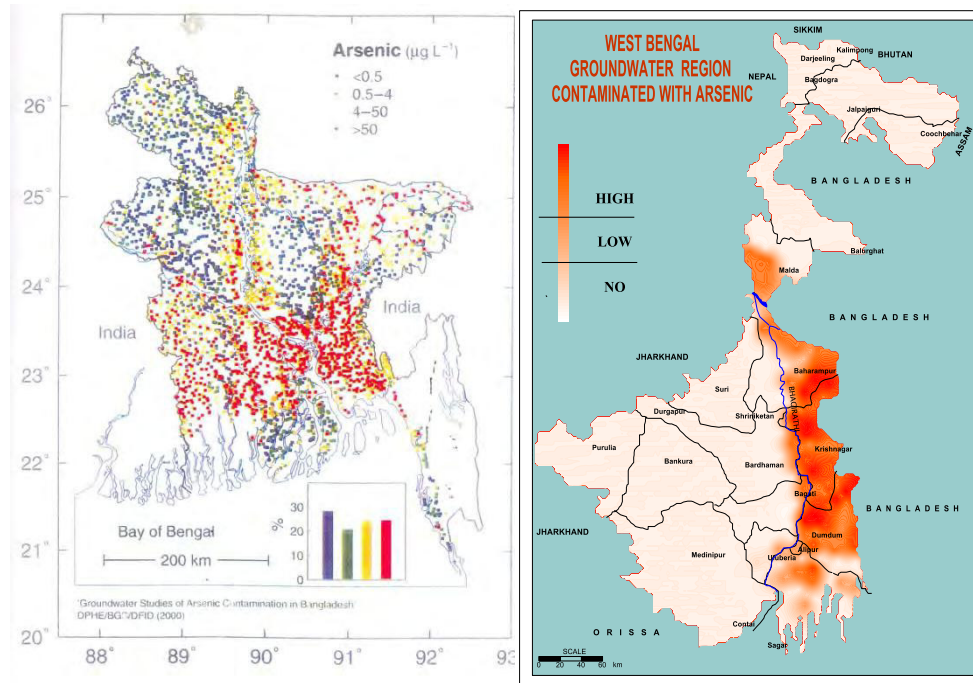 Arsenic (µg L⁻¹)
<0.5
0.5–4
4–50
>50
26°
25°
24°
23°
22°
21°
20°
India
India
Bay of Bengal
200 km
%
30
20
10
0
"Groundwater Studies of Arsenic Contamination in Bangladesh"
DPHE/BGS/DFID (2000)
88°
89°
90°
91°
92°
93
WEST BENGAL
GROUNDWATER REGION
CONTAMINATED WITH ARSENIC
HIGH
LOW
NO
SIKKIM
Kalimpong
Darjeeling
BHUTAN
NEPAL
Bagdogra
Jalpaiguri
Coochbehar
ASSAM
BANGLADESH
Balurghat
Malda
BANGLADESH
JHARKHAND
Baharampur
Suri
BHAGIRATHI
Durgapur
Shriniketan
Purulia
Krishnagar
Bankura
Bardhaman
Bagati
BANGLADESH
JHARKHAND
Dumdum
Medinipur
Alipur
Uluberia
Contai
ORISSA
Sagar
SCALE
0 20 40 60 km